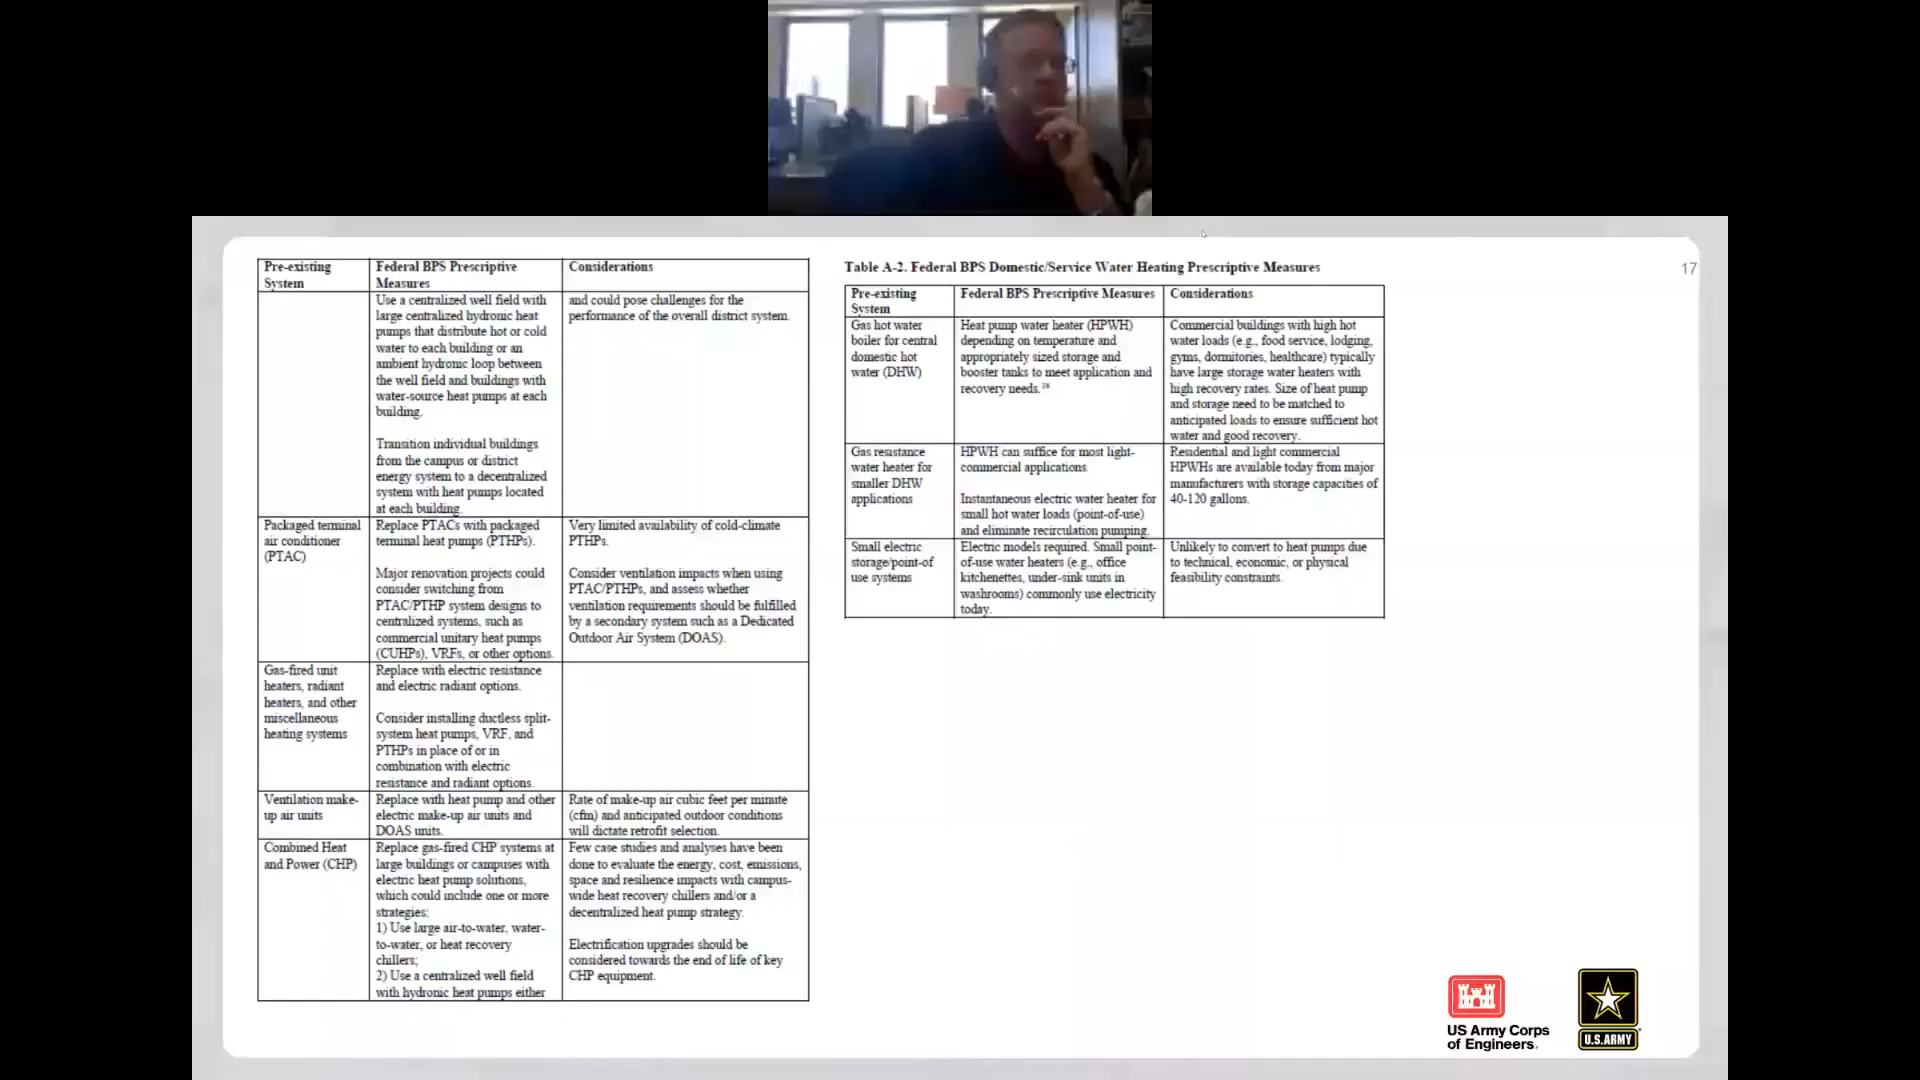 17
Pre-existing
System
Federal BPS Prescriptive
Measures
Considerations
Use a centralized well field with
large centralized hydronic heat
pumps that distribute hot or cold
water to each building or an
ambient hydronic loop between
the well field and buildings with
water-source heat pumps at each
building.
Transition individual buildings
from the campus or district
energy system to a decentralized
system with heat pumps located
at each building.
and could pose challenges for the
performance of the overall district system.
Packaged terminal
air conditioner
(PTAC)
Replace PTACs with packaged
terminal heat pumps (PTHPs).
Major renovation projects could
consider switching from
PTAC/PTHP system designs to
centralized systems, such as
commercial unitary heat pumps
(CUHPs), VRFs, or other options.
Very limited availability of cold-climate
PTHPs.
Consider ventilation impacts when using
PTAC/PTHPs, and assess whether
ventilation requirements should be fulfilled
by a secondary system such as a Dedicated
Outdoor Air System (DOAS).
Gas-fired unit
heaters, radiant
heaters, and other
miscellaneous
heating systems
Replace with electric resistance
and electric radiant options.
Consider installing ductless split-
system heat pumps, VRF, and
PTHPs in place of or in
combination with electric
resistance and radiant options.
Ventilation make-
up air units
Replace with heat pump and other
electric make-up air units and
DOAS units.
Rate of make-up air cubic feet per minute
(cfm) and anticipated outdoor conditions
will dictate retrofit selection.
Combined Heat
and Power (CHP)
Replace gas-fired CHP systems at
large buildings or campuses with
electric heat pump solutions,
which could include one or more
strategies:
1) Use large air-to-water, water-
to-water, or heat recovery
chillers;
2) Use a centralized well field
with hydronic heat pumps either
Few case studies and analyses have been
done to evaluate the energy, cost, emissions,
space and resilience impacts with campus-
wide heat recovery chillers and/or a
decentralized heat pump strategy.
Electrification upgrades should be
considered towards the end of life of key
CHP equipment.
Table A-2. Federal BPS Domestic/Service Water Heating Prescriptive Measures
Pre-existing
System
Federal BPS Prescriptive Measures
Considerations
Gas hot water
boiler for central
domestic hot
water (DHW)
Heat pump water heater (HPWH)
depending on temperature and
appropriately sized storage and
booster tanks to meet application and
recovery needs.
Commercial buildings with high hot
water loads (e.g., food service, lodging,
gyms, dormitories, healthcare) typically
have large storage water heaters with
high recovery rates. Size of heat pump
and storage need to be matched to
anticipated loads to ensure sufficient hot
water and good recovery.
Gas resistance
water heater for
smaller DHW
applications
HPWH can suffice for most light-
commercial applications.
Instantaneous electric water heater for
small hot water loads (point-of-use)
and eliminate recirculation pumping.
Residential and light commercial
HPWHs are available today from major
manufacturers with storage capacities of
40-120 gallons.
Small electric
storage/point-of
use systems
Electric models required. Small point-
of-use water heaters (e.g., office
kitchenettes, under-sink units in
washrooms) commonly use electricity
today.
Unlikely to convert to heat pumps due
to technical, economic, or physical
feasibility constraints.
US Army Corps
of Engineers.
U.S.ARMY